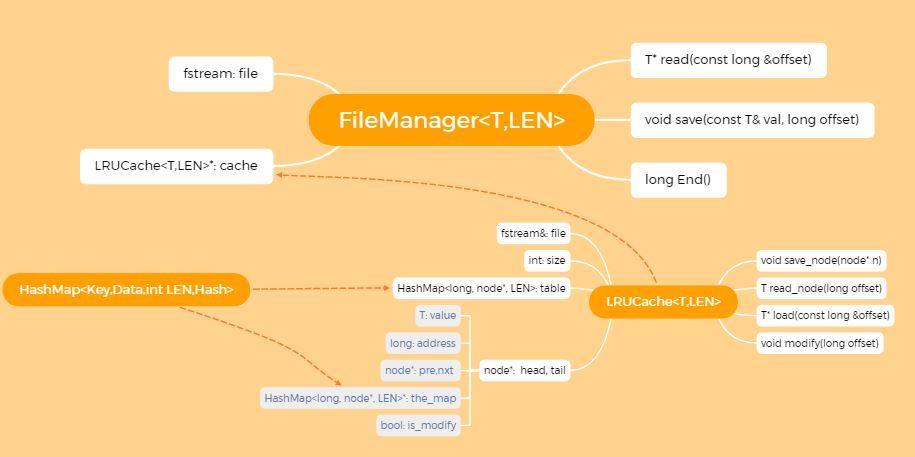 fstream: file
T* read(const long &offset)
FileManager<T,LEN>
void save(const T& val, long offset)
LRUCache<T,LEN>*: cache
long End()
fstream&: file
int: size
void save_node(node* n)
HashMap<Key,Data,int LEN,Hash>
HashMap<long, node*, LEN>: table
T read_node(long offset)
LRUCache<T,LEN>
T: value
T* load(const long &offset)
long: address
void modify(long offset)
node*: pre,nxt
node*:  head, tail
HashMap<long, node*, LEN>*: the_map
bool: is_modify